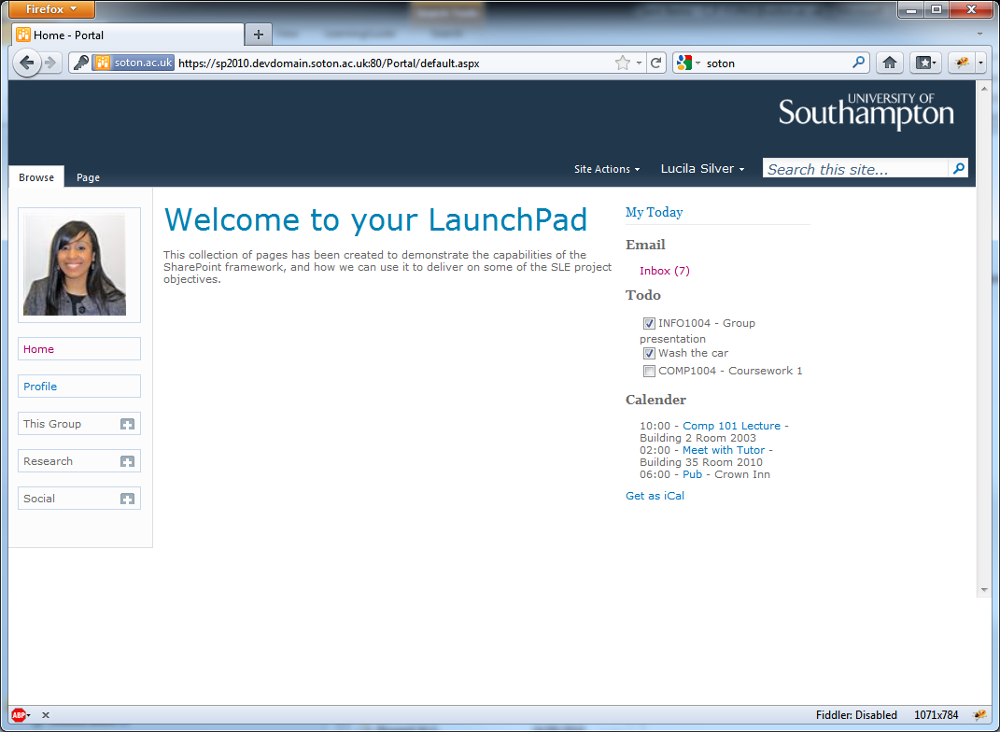 Firefox
Home - Portal
soton.ac.uk https://sp2010.devdomain.soton.ac.uk:80/Portal/default.aspx
soton
UNIVERSITY OF
Southampton
Browse
Page
Site Actions
Lucila Silver
Search this site...
Home
Profile
This Group
Research
Social
Welcome to your LaunchPad
This collection of pages has been created to demonstrate the capabilities of the
SharePoint framework, and how we can use it to deliver on some of the SLE project
objectives.
My Today
Email
Inbox (7)
Todo
INFO1004 - Group
presentation
Wash the car
COMP1004 - Coursework 1
Calender
10:00 - Comp 101 Lecture -
Building 2 Room 2003
02:00 - Meet with Tutor -
Building 35 Room 2010
06:00 - Pub - Crown Inn
Get as iCal
ABP
Fiddler: Disabled
1071x784